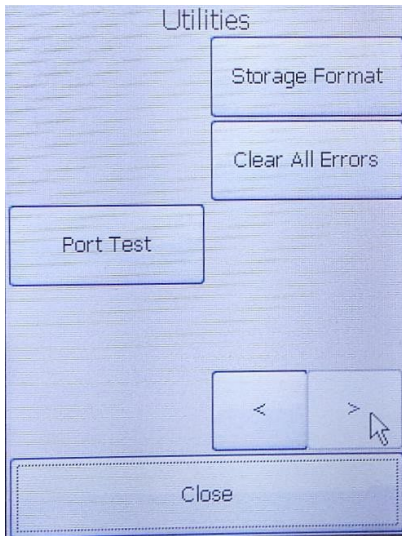 Utilities
Storage Format
Clear All Errors
Port Test
< >
Close